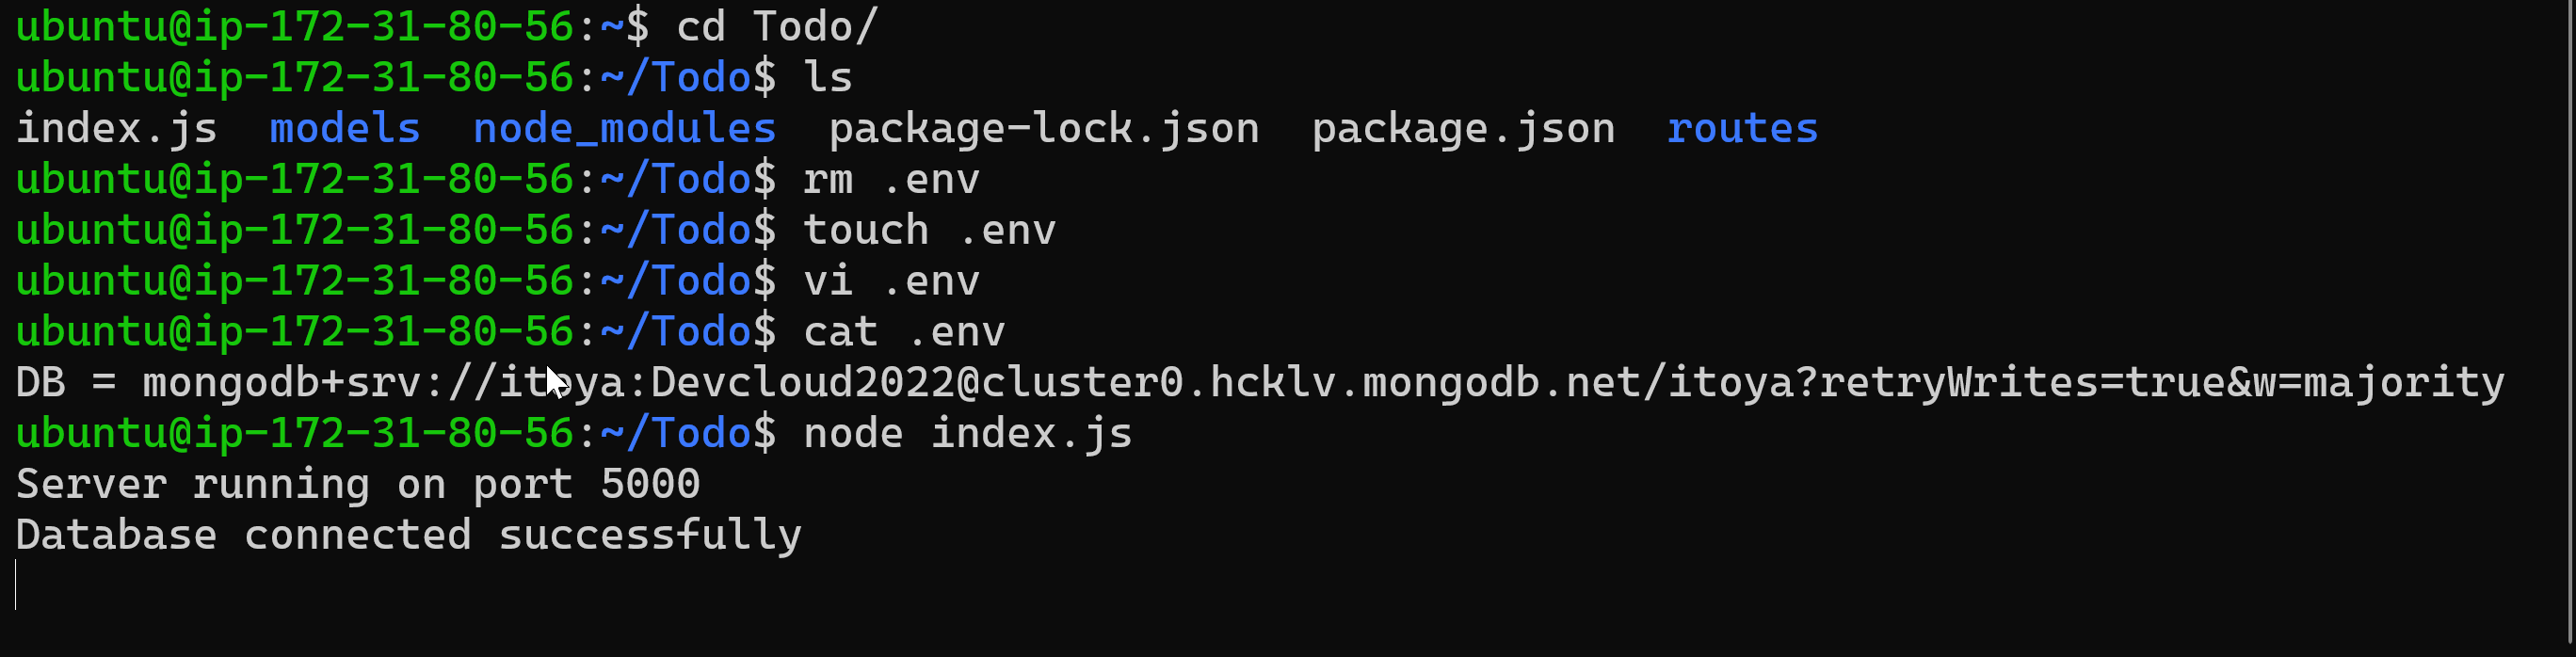 ubuntu@ip-172-31-80-56:~$ cd Todo/
ubuntu@ip-172-31-80-56:~/Todo$ ls
index.js  models  node_modules  package-lock.json  package.json  routes
ubuntu@ip-172-31-80-56:~/Todo$ rm .env
ubuntu@ip-172-31-80-56:~/Todo$ touch .env
ubuntu@ip-172-31-80-56:~/Todo$ vi .env
ubuntu@ip-172-31-80-56:~/Todo$ cat .env
DB = mongodb+srv://itoya:Devcloud2022@cluster0.hcklv.mongodb.net/itoya?retryWrites=true&w=majority
ubuntu@ip-172-31-80-56:~/Todo$ node index.js
Server running on port 5000
Database connected successfully